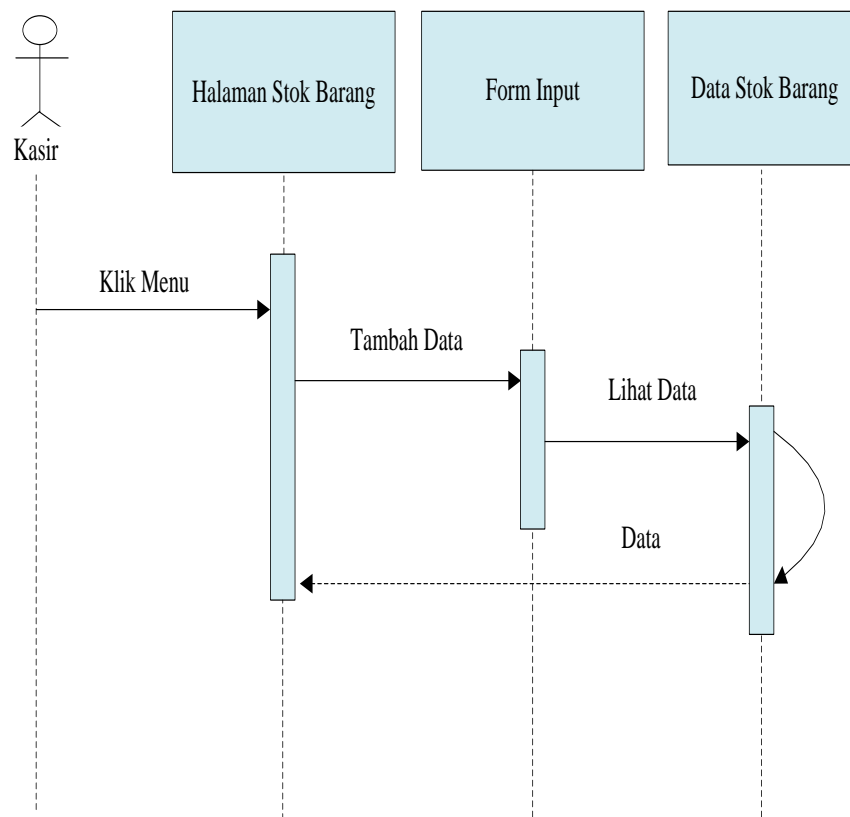 Halaman Stok Barang
Form Input
Data Stok Barang
Kasir
Klik Menu
Tambah Data
Lihat Data
Data